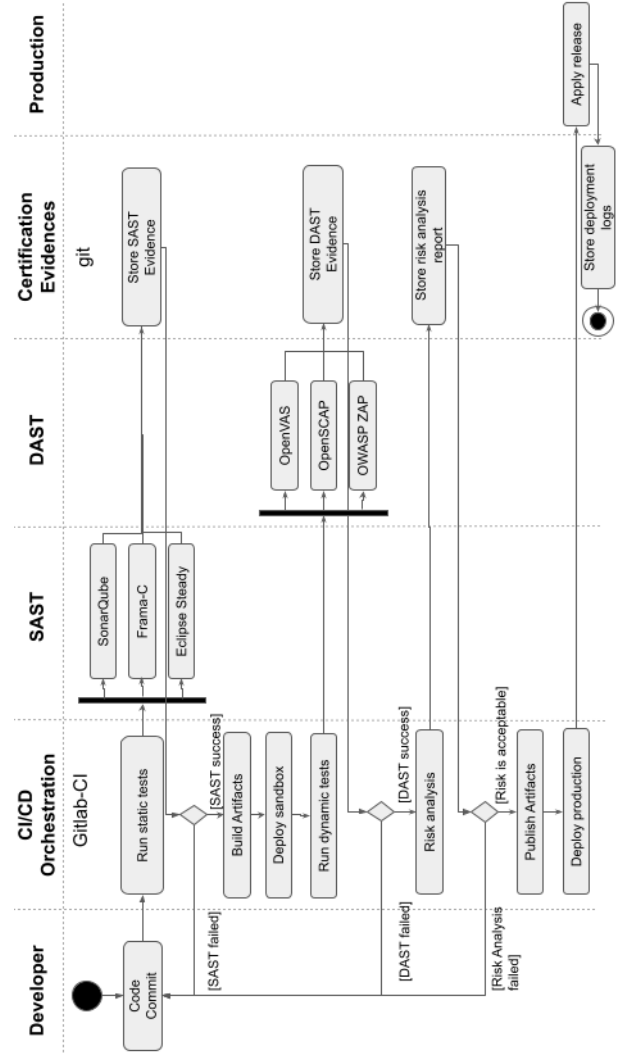 Developer
CI/CD
Orchestration
SAST
DAST
Certification
Evidences
Production
Gitlab-CI
git
Code
Commit
Run static tests
SonarQube
Frama-C
Eclipse Steady
Store SAST
Evidence
[SAST failed]
[SAST success]
Build Artifacts
Deploy sandbox
Run dynamic tests
OpenVAS
OpenSCAP
OWASP ZAP
Store DAST
Evidence
[DAST failed]
[DAST success]
Risk analysis
Store risk analysis
report
[Risk Analysis
failed]
[Risk is acceptable]
Publish Artifacts
Deploy production
Apply release
Store deployment
logs